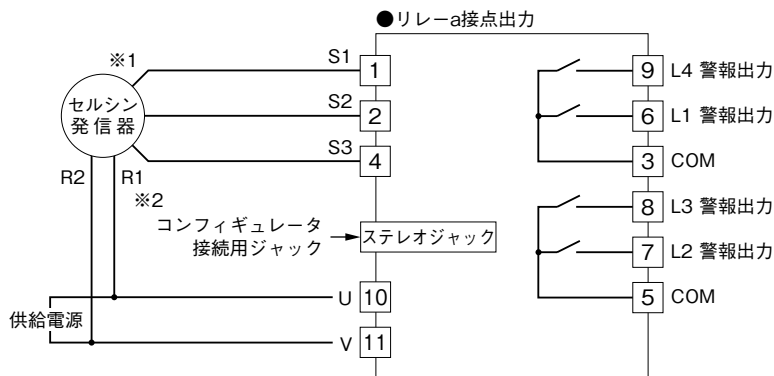 ●リレーa接点出力
※1
S1
1
9
L4 警報出力
セルシン
発信器
S2
2
6
L1 警報出力
S3
4
3
COM
R2
R1
※2
8
L3 警報出力
コンフィギュレータ
接続用ジャック
ステレオジャック
7
L2 警報出力
供給電源
U
10
5
COM
V
11